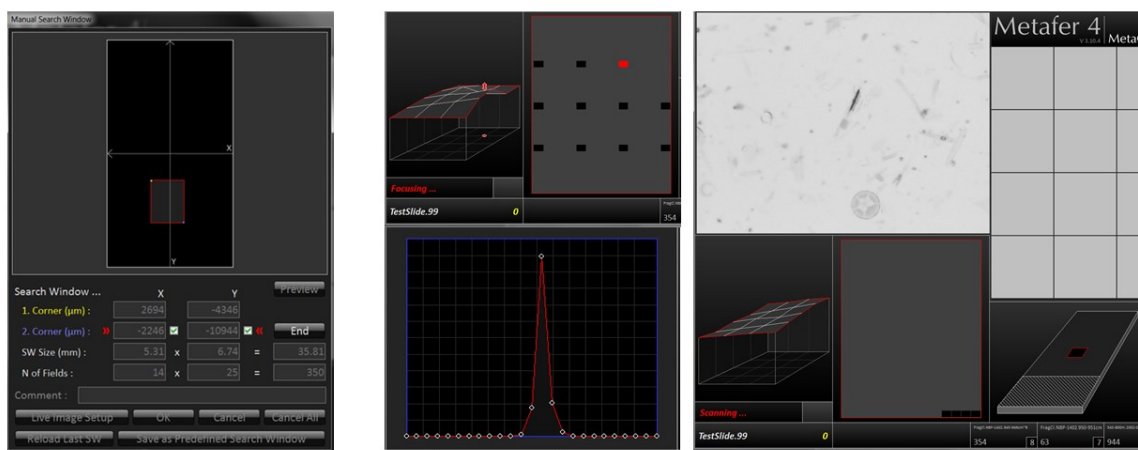 Manual Search Window
X
Y
Search Window ... X Y Preview
1. Corner (μm) : 2694 -4346
2. Corner (μm) : » -2246 -10944 « End
SW Size (mm) : 5.31 x 6.74 = 35.81
N of Fields : 14 x 25 = 350
Comment :
Live Image Setup OK Cancel Cancel All
Reload Last SW Save as Predefined Search Window
Focusing ...
TestSlide.99 0
354
Metafer 4
Scanning ...
TestSlide.99 0
354 8 63 7 944